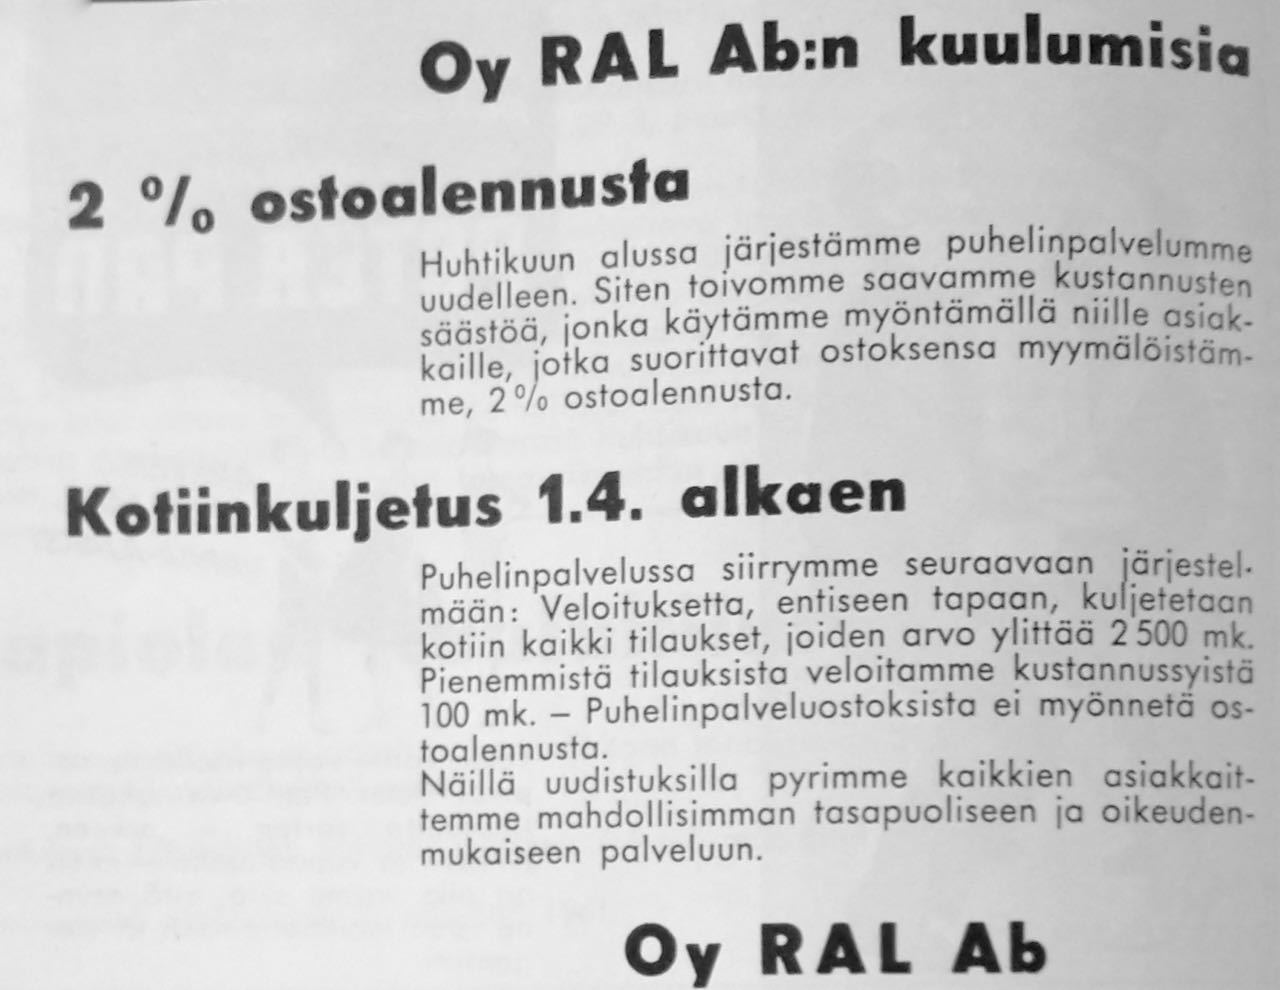 Oy RAL Ab:n kuulumisia
2 % ostoalennusta
Huhtikuun alussa järjestämme puhelinpalvelumme
uudelleen. Siten toivomme saavamme kustannusten
säästöä, jonka käytämme myöntämällä niille asiak-
kaille, jotka suorittavat ostoksensa myymälöistäm-
me, 2 % ostoalennusta.
Kotiinkuljetus 1.4. alkaen
Puhelinpalvelussa siirrymme seuraavaan järjestel-
mään: Veloituksetta, entiseen tapaan, kuljetetaan
kotiin kaikki tilaukset, joiden arvo ylittää 2 500 mk.
Pienemmistä tilauksista veloitamme kustannussyistä
100 mk. – Puhelinpalveluostoksista ei myönnetä os-
toalennusta.
Näillä uudistuksilla pyrimme kaikkien asiakkait-
temme mahdollisimman tasapuoliseen ja oikeuden-
mukaiseen palveluun.
Oy RAL Ab